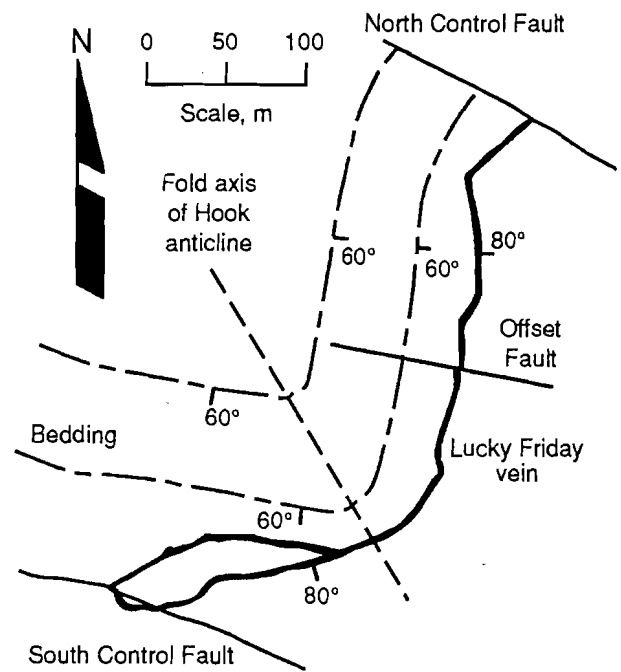 North Control Fault
N
0 50 100
Scale, m
Fold axis
of Hook
anticline
60°
60°
80°
Offset
Fault
60°
Bedding
Lucky Friday
vein
60°
80°
South Control Fault